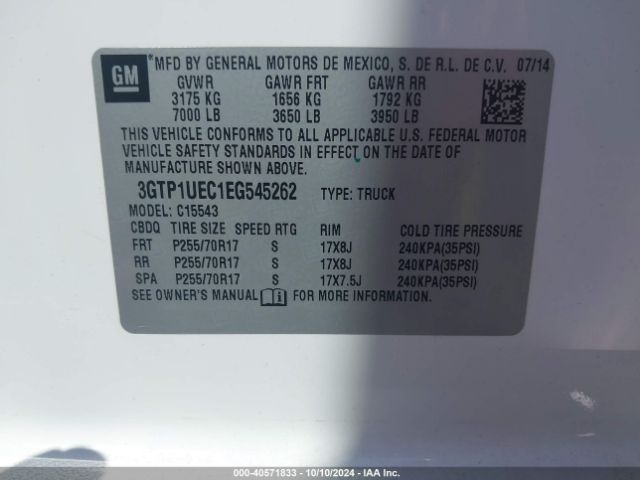 GM
*MFD BY GENERAL MOTORS DE MEXICO, S. DE R.L. DE C.V. 07/14
GVWR GAWR FRT GAWR RR
3175 KG 1656 KG 1792 KG
7000 LB 3650 LB 3950 LB
THIS VEHICLE CONFORMS TO ALL APPLICABLE U.S. FEDERAL MOTOR
VEHICLE SAFETY STANDARDS IN EFFECT ON THE DATE OF
MANUFACTURE SHOWN ABOVE.
3GTP1UEC1EG545262 TYPE: TRUCK
MODEL: C15543
CBDQ TIRE SIZE SPEED RTG RIM COLD TIRE PRESSURE
FRT P255/70R17 S 17X8J 240KPA(35PSI)
RR P255/70R17 S 17X8J 240KPA(35PSI)
SPA P255/70R17 S 17X7.5J 240KPA(35PSI)
SEE OWNER'S MANUAL FOR MORE INFORMATION.
000-40571833 - 10/10/2024 - IAA Inc.